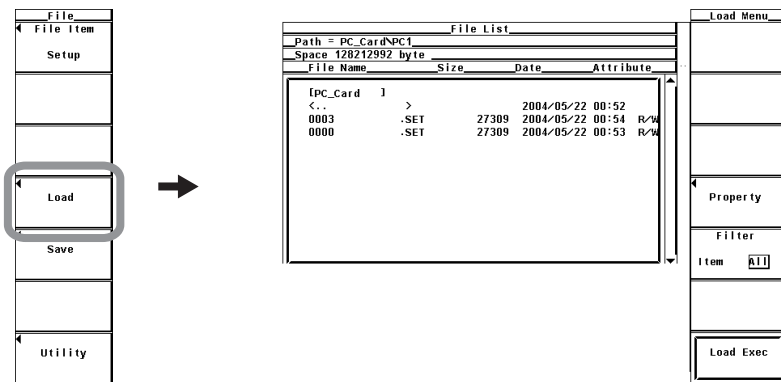 File
File Item
Setup
Load
Save
Utility
File List
Path = PC_Card\PC1
Space 128212992 byte
File Name Size Date Attribute
[PC_Card ]
<.. > 2004/05/22 00:52
0003 .SET 27309 2004/05/22 00:54 R/W
0000 .SET 27309 2004/05/22 00:53 R/W
Load Menu
Property
Filter
Item All
Load Exec